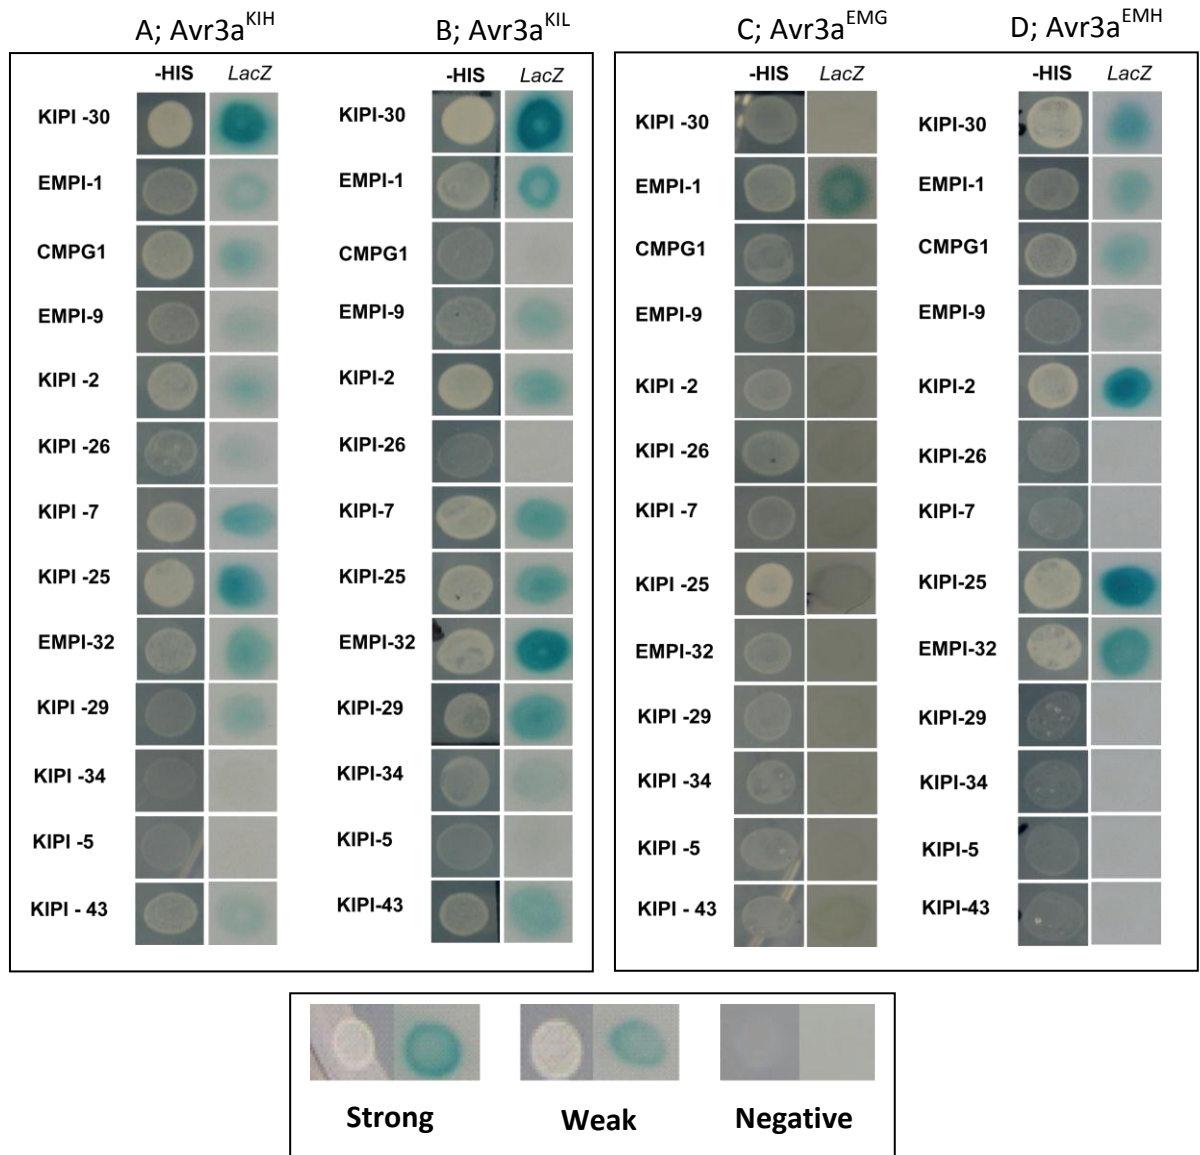 A; Avr3aKIH
B; Avr3aKIL
C; Avr3aEMG
D; Avr3aEMH
-HIS LacZ
KIPI -30
EMPI-1
CMPG1
EMPI-9
KIPI -2
KIPI -26
KIPI -7
KIPI -25
EMPI-32
KIPI -29
KIPI -34
KIPI -5
KIPI - 43
-HIS LacZ
KIPI-30
EMPI-1
CMPG1
EMPI-9
KIPI-2
KIPI-26
KIPI-7
KIPI-25
EMPI-32
KIPI-29
KIPI-34
KIPI-5
KIPI-43
-HIS LacZ
KIPI -30
EMPI-1
CMPG1
EMPI-9
KIPI -2
KIPI -26
KIPI -7
KIPI -25
EMPI-32
KIPI -29
KIPI -34
KIPI -5
KIPI - 43
-HIS LacZ
KIPI-30
EMPI-1
CMPG1
EMPI-9
KIPI-2
KIPI-26
KIPI-7
KIPI-25
EMPI-32
KIPI-29
KIPI-34
KIPI-5
KIPI-43
Strong
Weak
Negative